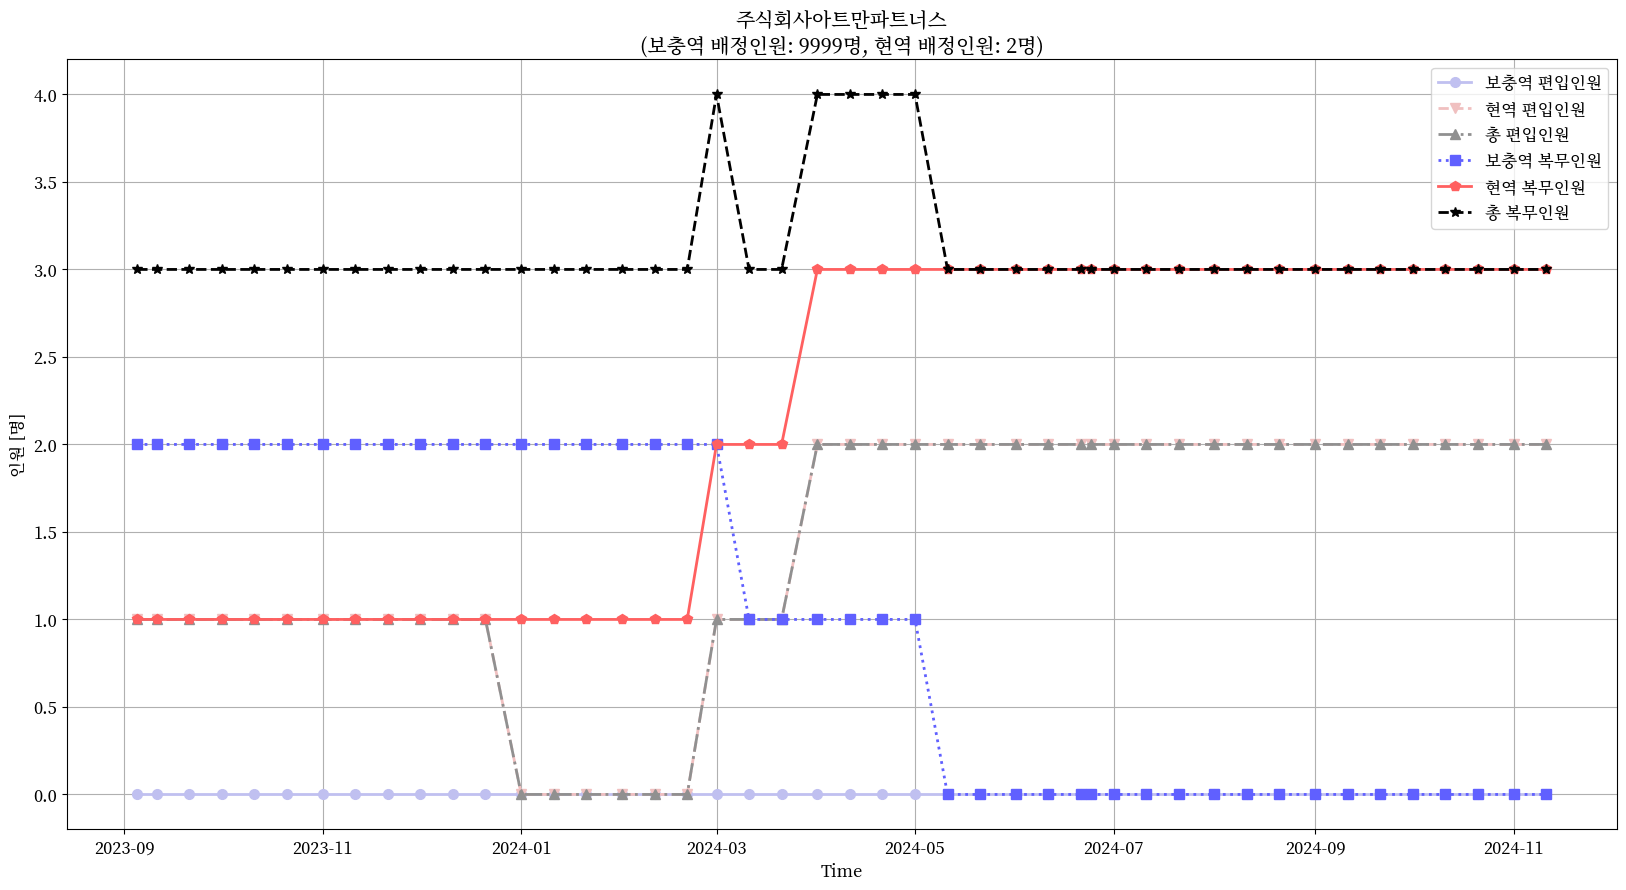 주식회사아트만파트너스
(보충역 배정인원: 9999명, 현역 배정인원: 2명)
보충역 편입인원
현역 편입인원
총 편입인원
보충역 복무인원
현역 복무인원
총 복무인원
인원 [명]
4.0
3.5
3.0
2.5
2.0
1.5
1.0
0.5
0.0
2023-09 2023-11 2024-01 2024-03 2024-05 2024-07 2024-09 2024-11
Time